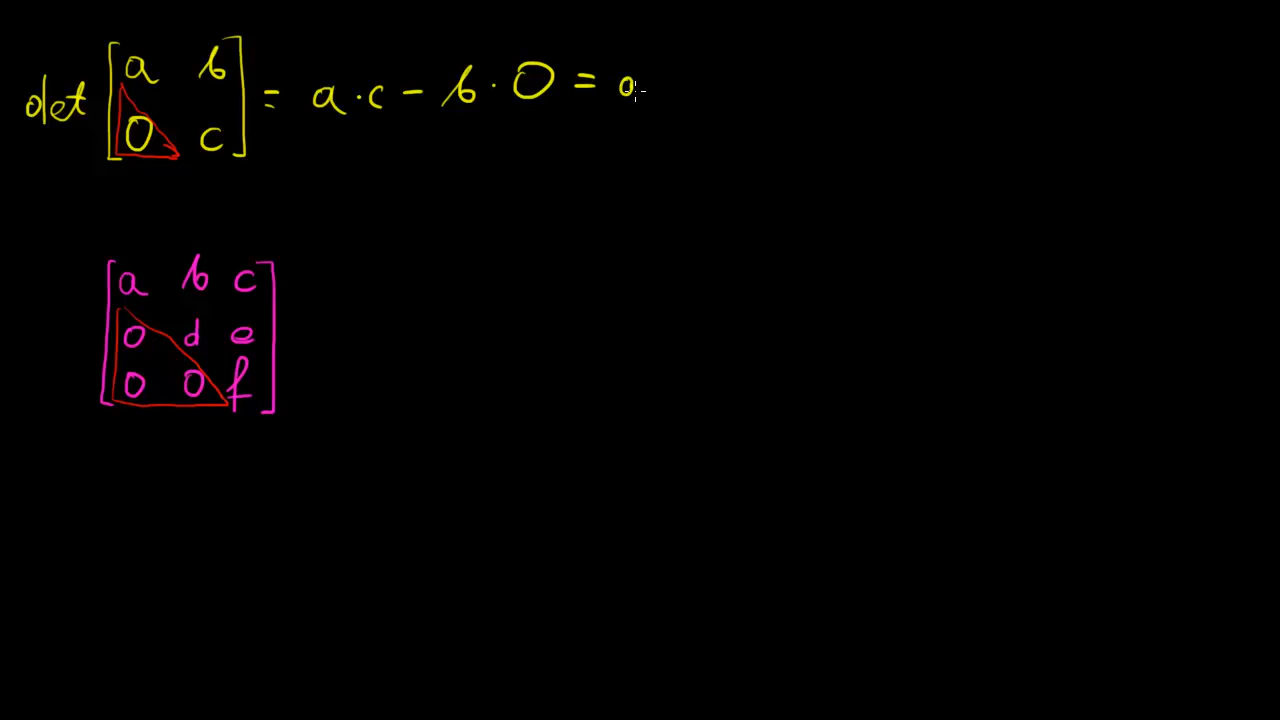 det [a b
0 c] = a · c − b · 0 = a
[a b c
0 d e
0 0 f]